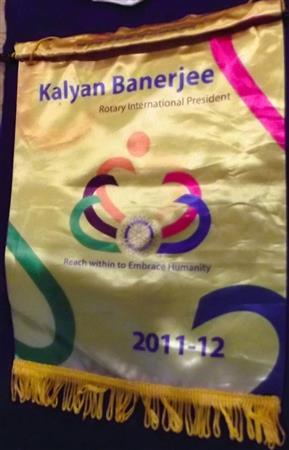 Kalyan Banerjee
Rotary International President
Reach within to Embrace Humanity
2011-12